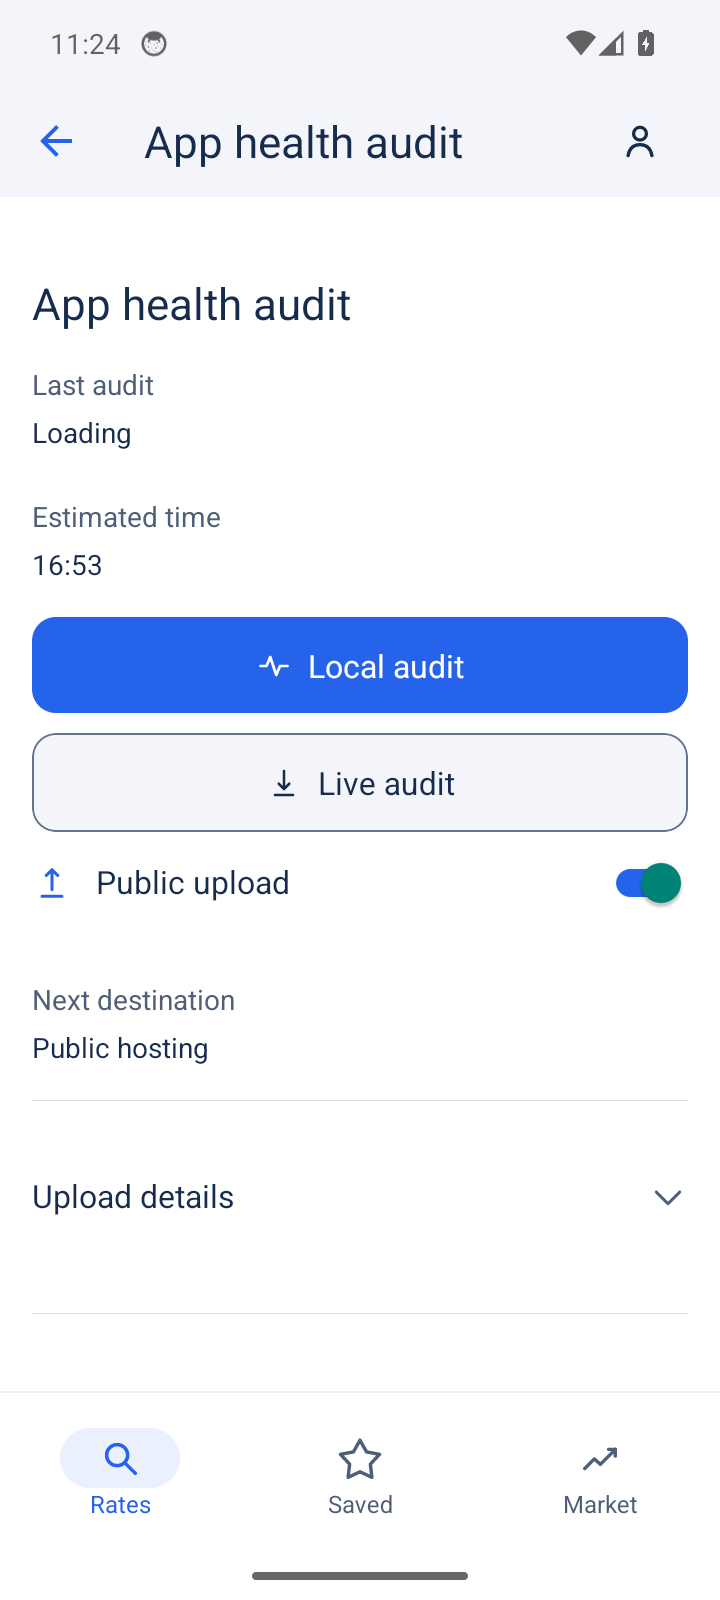 11:24
App health audit
App health audit
Last audit
Loading
Estimated time
16:53
Local audit
Live audit
Public upload
Next destination
Public hosting
Upload details
Rates
Saved
Market